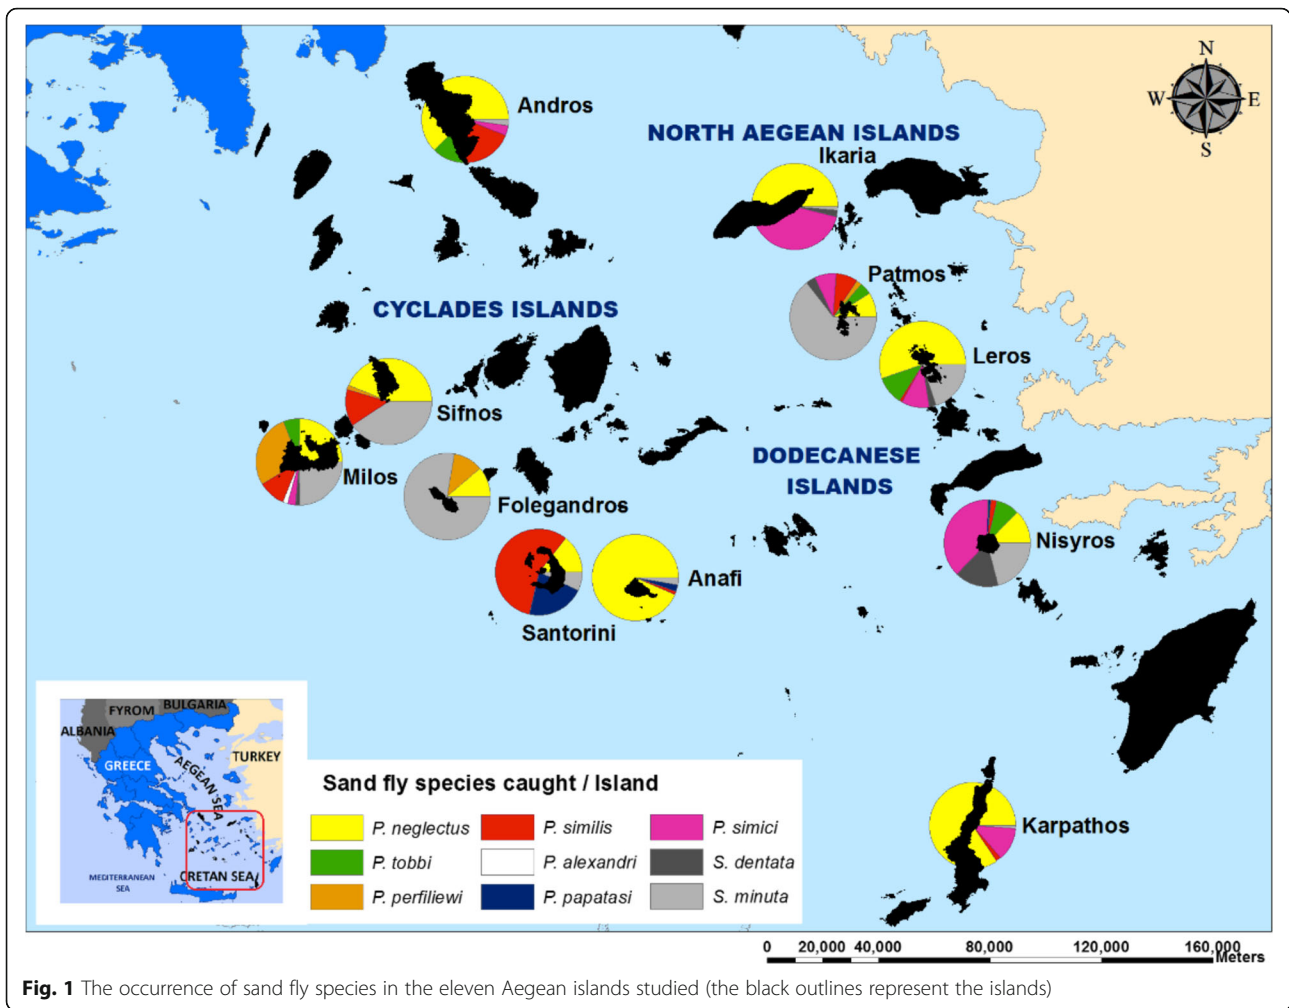 N
W E
S
Andros
NORTH AEGEAN ISLANDS
Ikaria
Patmos
CYCLADES ISLANDS
Leros
Sifnos
DODECANESE
ISLANDS
Milos
Folegandros
Nisyros
Anafi
Santorini
BULGARIA
FYROM
ALBANIA
TURKEY
GREECE
AEGEAN SEA
MEDITERRANEAN
SEA
CRETAN SEA
Sand fly species caught / Island
P. neglectus P. similis P. simici
P. tobbi P. alexandri S. dentata
P. perfiliewi P. papatasi S. minuta
Karpathos
0 20,000 40,000 80,000 120,000 160,000
Meters
Fig. 1 The occurrence of sand fly species in the eleven Aegean islands studied (the black outlines represent the islands)